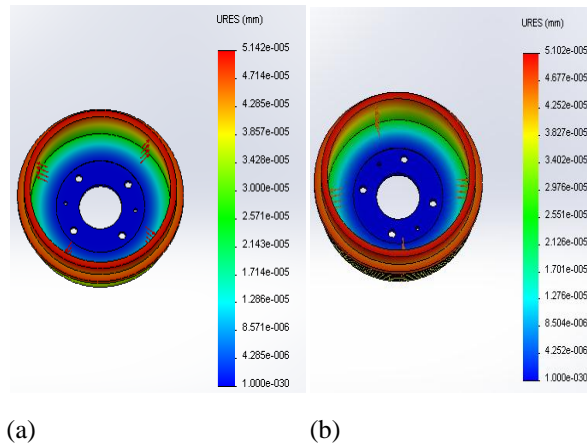 URES (mm)
5.142e-005
4.714e-005
4.285e-005
3.857e-005
3.428e-005
3.000e-005
2.571e-005
2.143e-005
1.714e-005
1.286e-005
8.571e-006
4.285e-006
1.000e-030
(a)
URES (mm)
5.102e-005
4.677e-005
4.252e-005
3.827e-005
3.402e-005
2.976e-005
2.551e-005
2.126e-005
1.701e-005
1.276e-005
8.504e-006
4.252e-006
1.000e-030
(b)